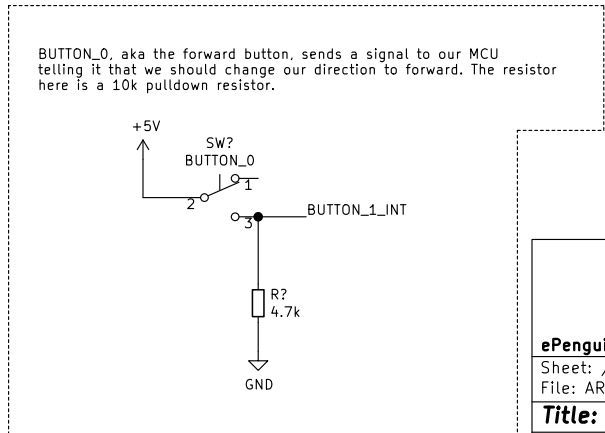 BUTTON_0, aka the forward button, sends a signal to our MCU
telling it that we should change our direction to forward. The resistor
here is a 10k pulldown resistor.
+5V
SW?
BUTTON_0
1
2
3
BUTTON_1_INT
R?
4.7k
GND
ePengui
Sheet: /
File: AR
Title: